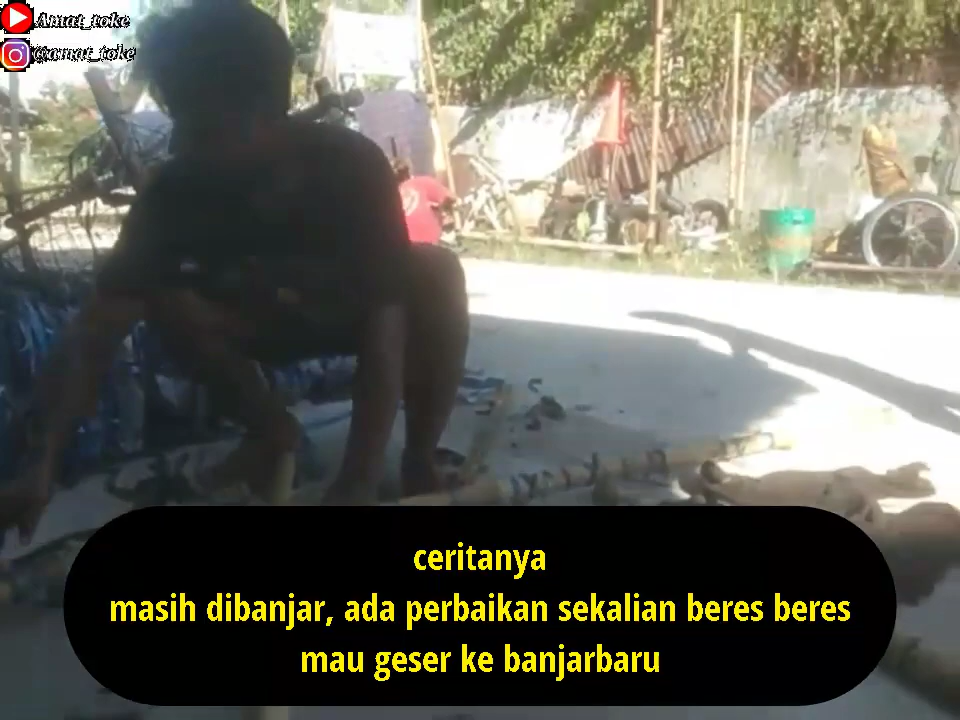 Amat_toke
@amat_toke
ceritanya
masih dibanjar, ada perbaikan sekalian beres beres
mau geser ke banjarbaru